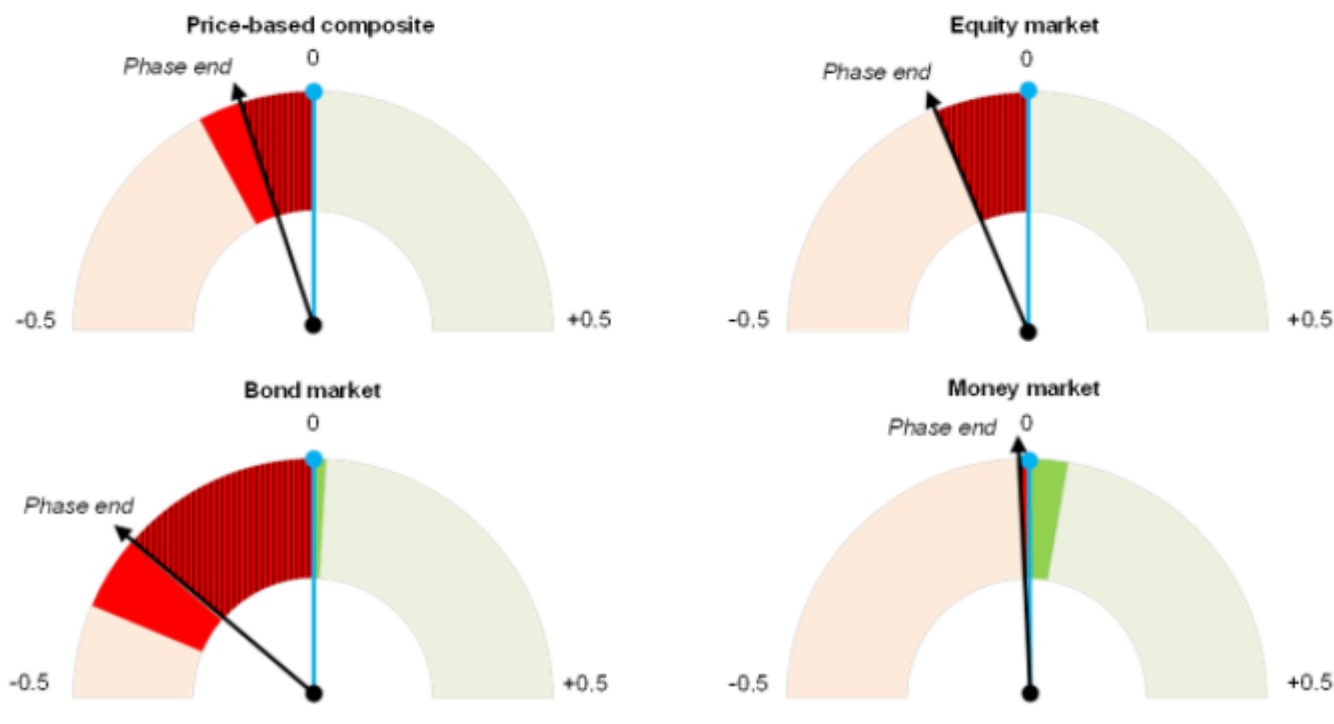 Price-based composite
0
Phase end
-0.5
+0.5
Equity market
0
Phase end
-0.5
+0.5
Bond market
0
Phase end
-0.5
+0.5
Money market
Phase end 0
-0.5
+0.5